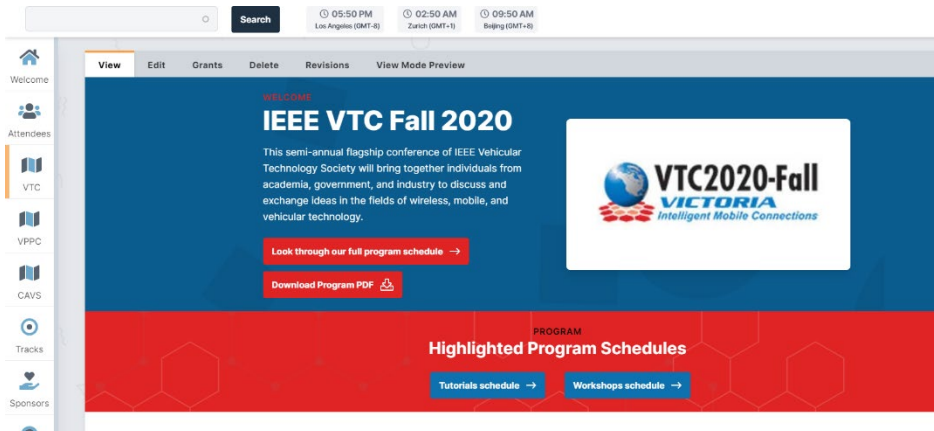 Search
05:50 PM
Los Angeles (GMT-8)
02:50 AM
Zurich (GMT+1)
09:50 AM
Beijing (GMT+8)
Welcome
Attendees
VTC
VPPC
CAVS
Tracks
Sponsors
View Edit Grants Delete Revisions View Mode Preview
WELCOME
IEEE VTC Fall 2020
This semi-annual flagship conference of IEEE Vehicular
Technology Society will bring together individuals from
academia, government, and industry to discuss and
exchange ideas in the fields of wireless, mobile, and
vehicular technology.
Look through our full program schedule →
Download Program PDF
VTC2020-Fall
VICTORIA
Intelligent Mobile Connections
PROGRAM
Highlighted Program Schedules
Tutorials schedule →
Workshops schedule →